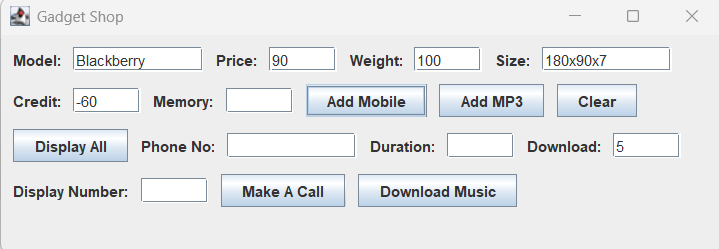 Gadget Shop
Model: Blackberry Price: 90 Weight: 100 Size: 180x90x7
Credit: -60 Memory: Add Mobile Add MP3 Clear
Display All Phone No: Duration: Download: 5
Display Number: Make A Call Download Music